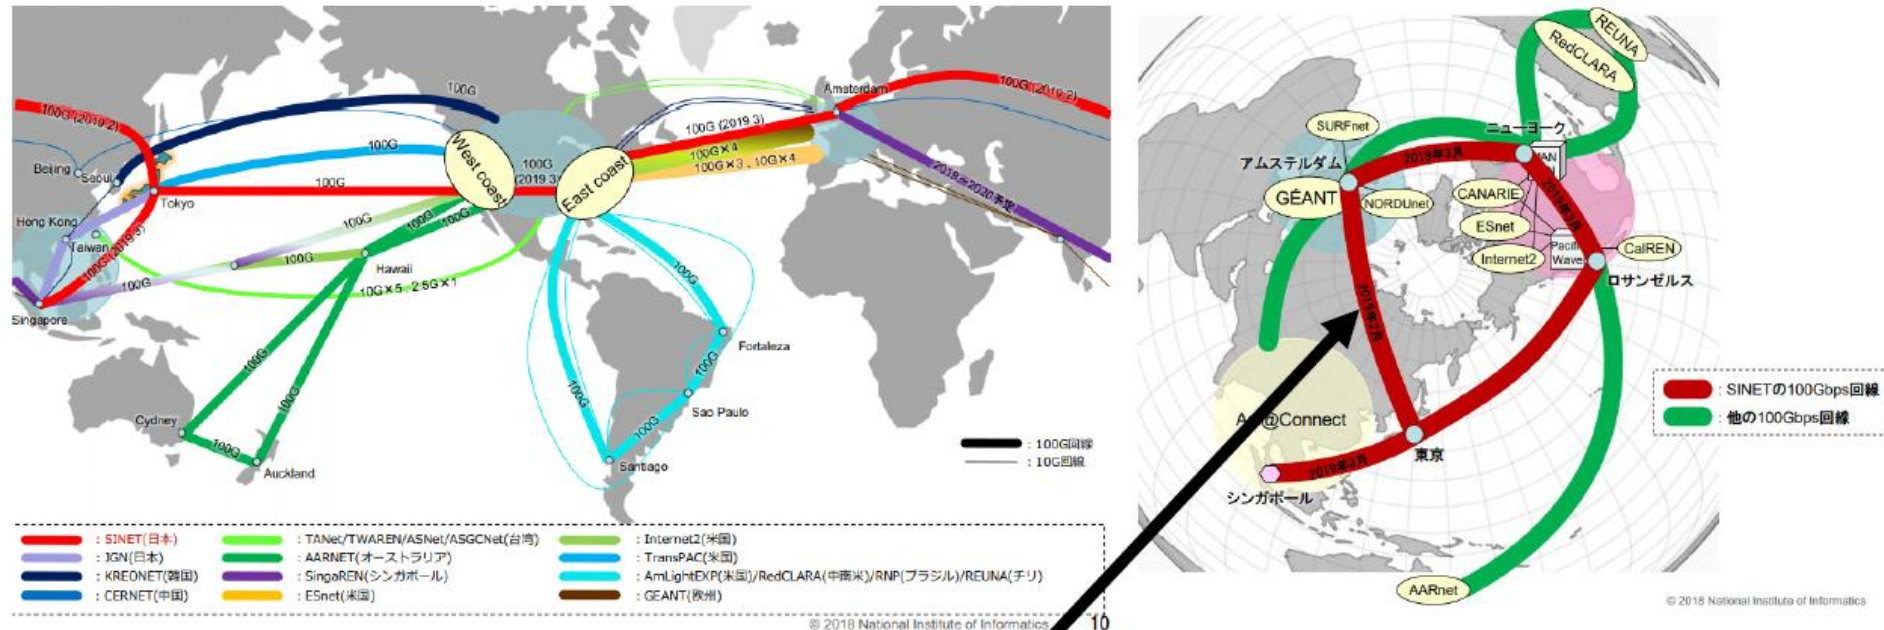 100G (2019.2)
100G
Amsterdam
100G (2019.2)
100G
100G (2019.3)
100G×4
100G×3 , 10G×4
West coast
100G
(2019.3)
East coast
Beijing
Seoul
100G
Tokyo
2018~2020予定
Hong Kong
Taiwan
100G (2019.3)
100G
100G
100G
100G
Hawaii
100G
100G
10G×5 , 2.5G×1
Singapore
100G
100G
Fortaleza
100G
100G
100G
Sao Paulo
Cydney
100G
Auckland
100G
Santiago
: 100G回線
: 10G回線
: SINET(日本)
: JGN(日本)
: KREONET(韓国)
: CERNET(中国)
: TANet/TWAREN/ASNet/ASGCNet(台湾)
: AARNET(オーストラリア)
: SingaREN(シンガポール)
: ESnet(米国)
: Internet2(米国)
: TransPAC(米国)
: AmLightEXP(米国)/RedCLARA(中南米)/RNP(ブラジル)/REUNA(チリ)
: GEANT(欧州)
© 2018 National Institute of Informatics
10
REUNA
RedCLARA
SURFnet
ニューヨーク
アムステルダム
2019年3月
GÉANT
NORDUnet
CANARIE
2019年3月
ESnet
Internet2
Pacific
Wave
CalREN
ロサンゼルス
2019年2月
@Connect
東京
2019年3月
シンガポール
: SINETの100Gbps回線
: 他の100Gbps回線
AARnet
© 2018 National Institute of Informatics